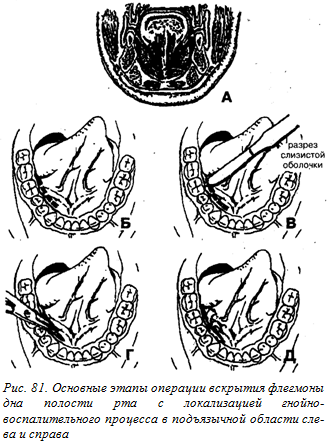 А
Б
разрез
слизистой
оболочки
В
Г
Д
Рис. 81. Основные этапы операции вскрытия флегмоны
дна полости рта с локализацией гнойно-
воспалительного процесса в подъязычной области сле-
ва и справа